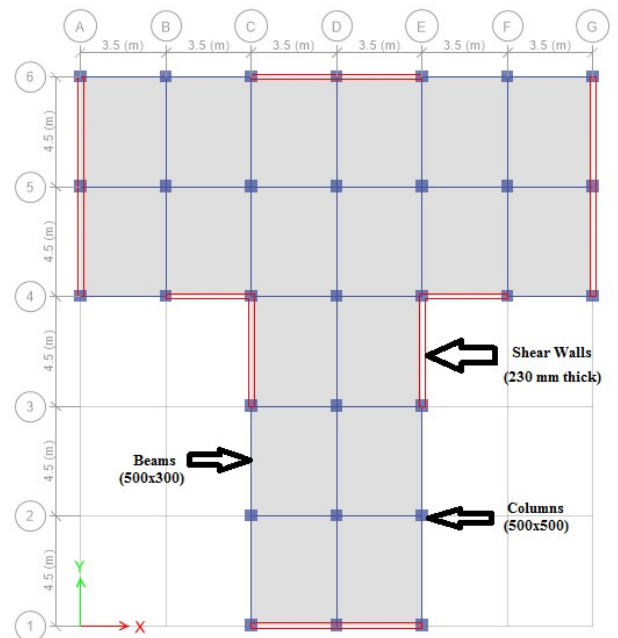 A B C D E F G
3.5 (m) 3.5 (m) 3.5 (m) 3.5 (m) 3.5 (m) 3.5 (m)
6
4.5 (m)
5
4.5 (m)
4
4.5 (m)
Shear Walls
(230 mm thick)
3
4.5 (m)
Beams
(500x300)
2
Columns
(500x500)
4.5 (m)
Y
X
1